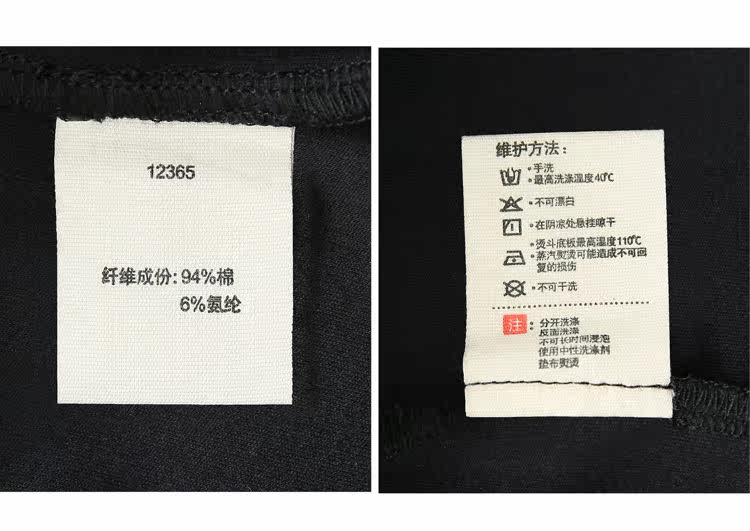 12365
纤维成份: 94%棉
6%氨纶
维护方法:
•手洗
•最高洗涤温度40℃
•不可漂白
•在阴凉处悬挂晾干
•熨斗底板最高温度110℃
•蒸汽熨烫可能造成不可回
复的损伤
•不可干洗
注:
分开洗涤
反面洗涤
不可长时间浸泡
使用中性洗涤剂
垫布熨烫